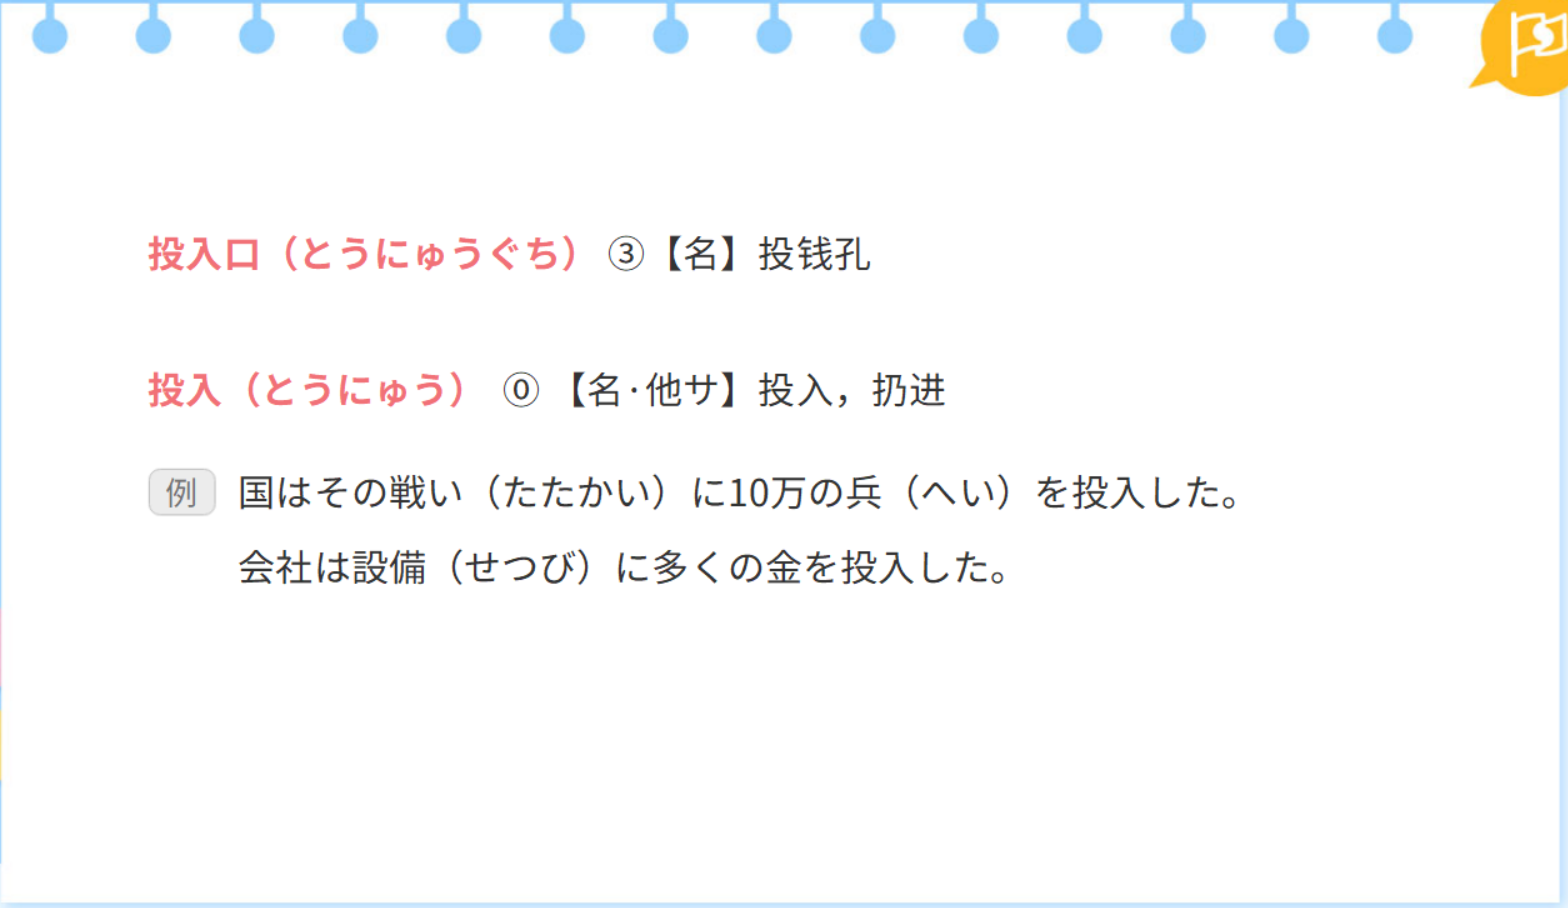 投入口（とうにゅうぐち） ③【名】投钱孔
投入（とうにゅう） ⓪ 【名·他サ】投入，扔进
例 国はその戦い（たたかい）に10万の兵（へい）を投入した。
会社は設備（せつび）に多くの金を投入した。